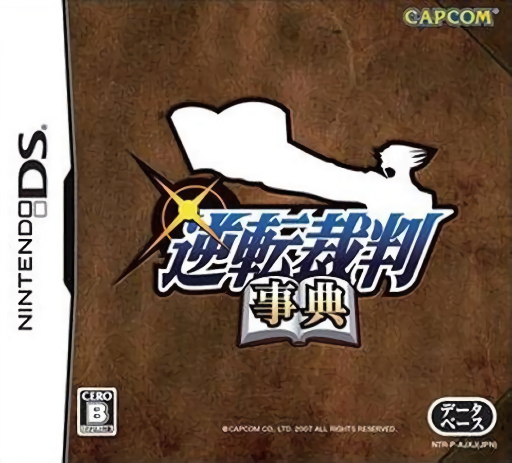 CAPCOM
NINTENDO DS
逆転裁判
事典
CERO
B
データ
ベース
©CAPCOM CO., LTD. 2007 ALL RIGHTS RESERVED.
NTR-P-AJXJ(JPN)